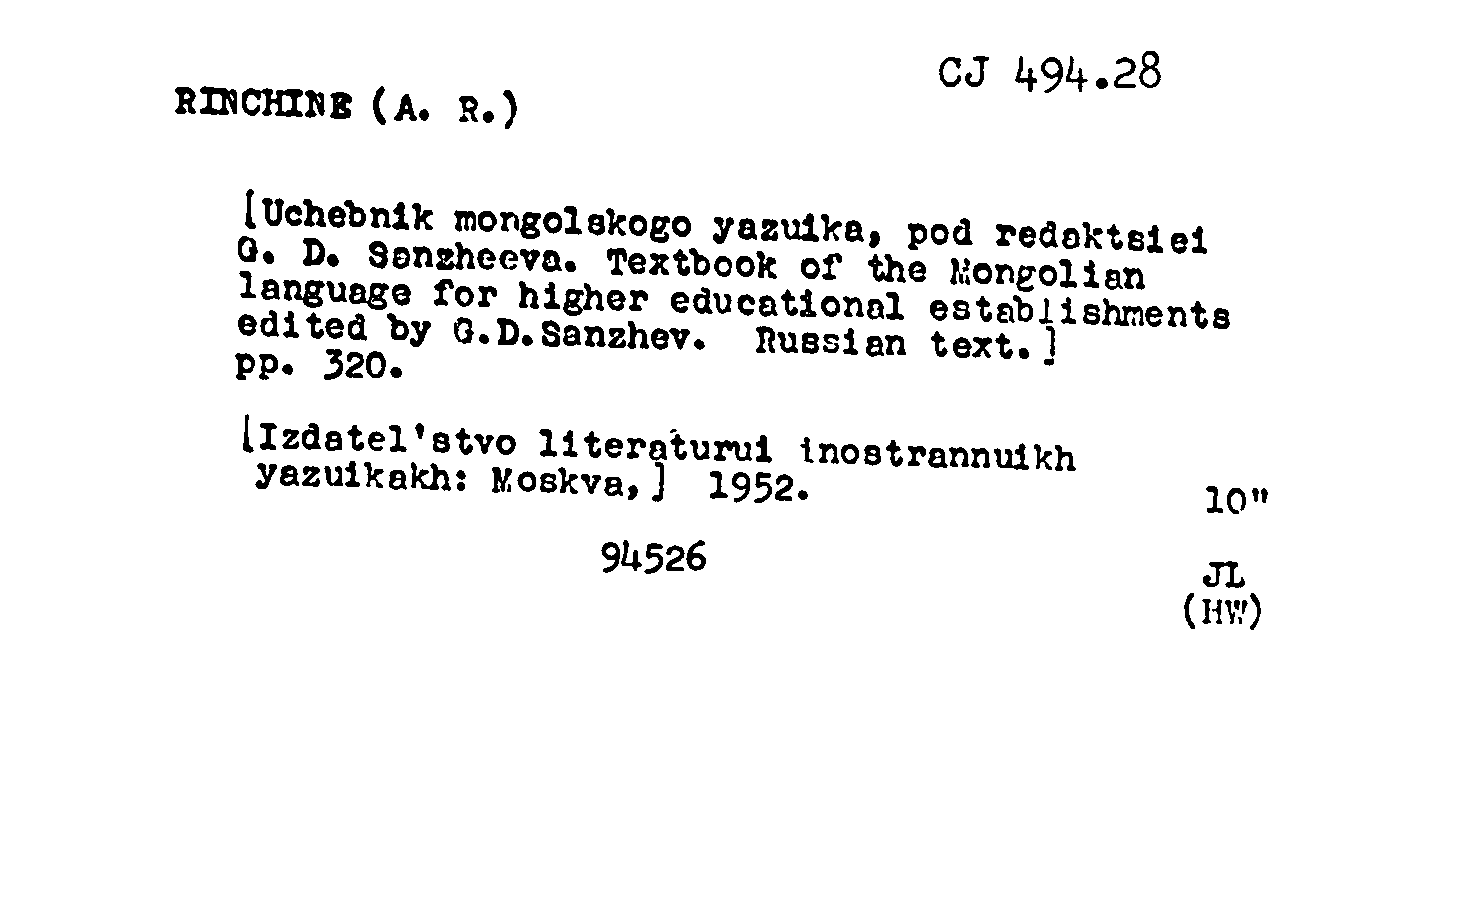 CJ 494.28
RINCHINE (A. R.)
[Uchebnik mongolskogo yazuika, pod redaktsiei
G. D. Sanzheeva. Textbook of the Mongolian
language for higher educational establishments
edited by G.D.Sanzhev. Russian text.]
pp. 320.
[Izdatel'stvo literaturui inostrannuikh
yazuikakh: Moskva,] 1952.
10"
94526
JL
(HW)